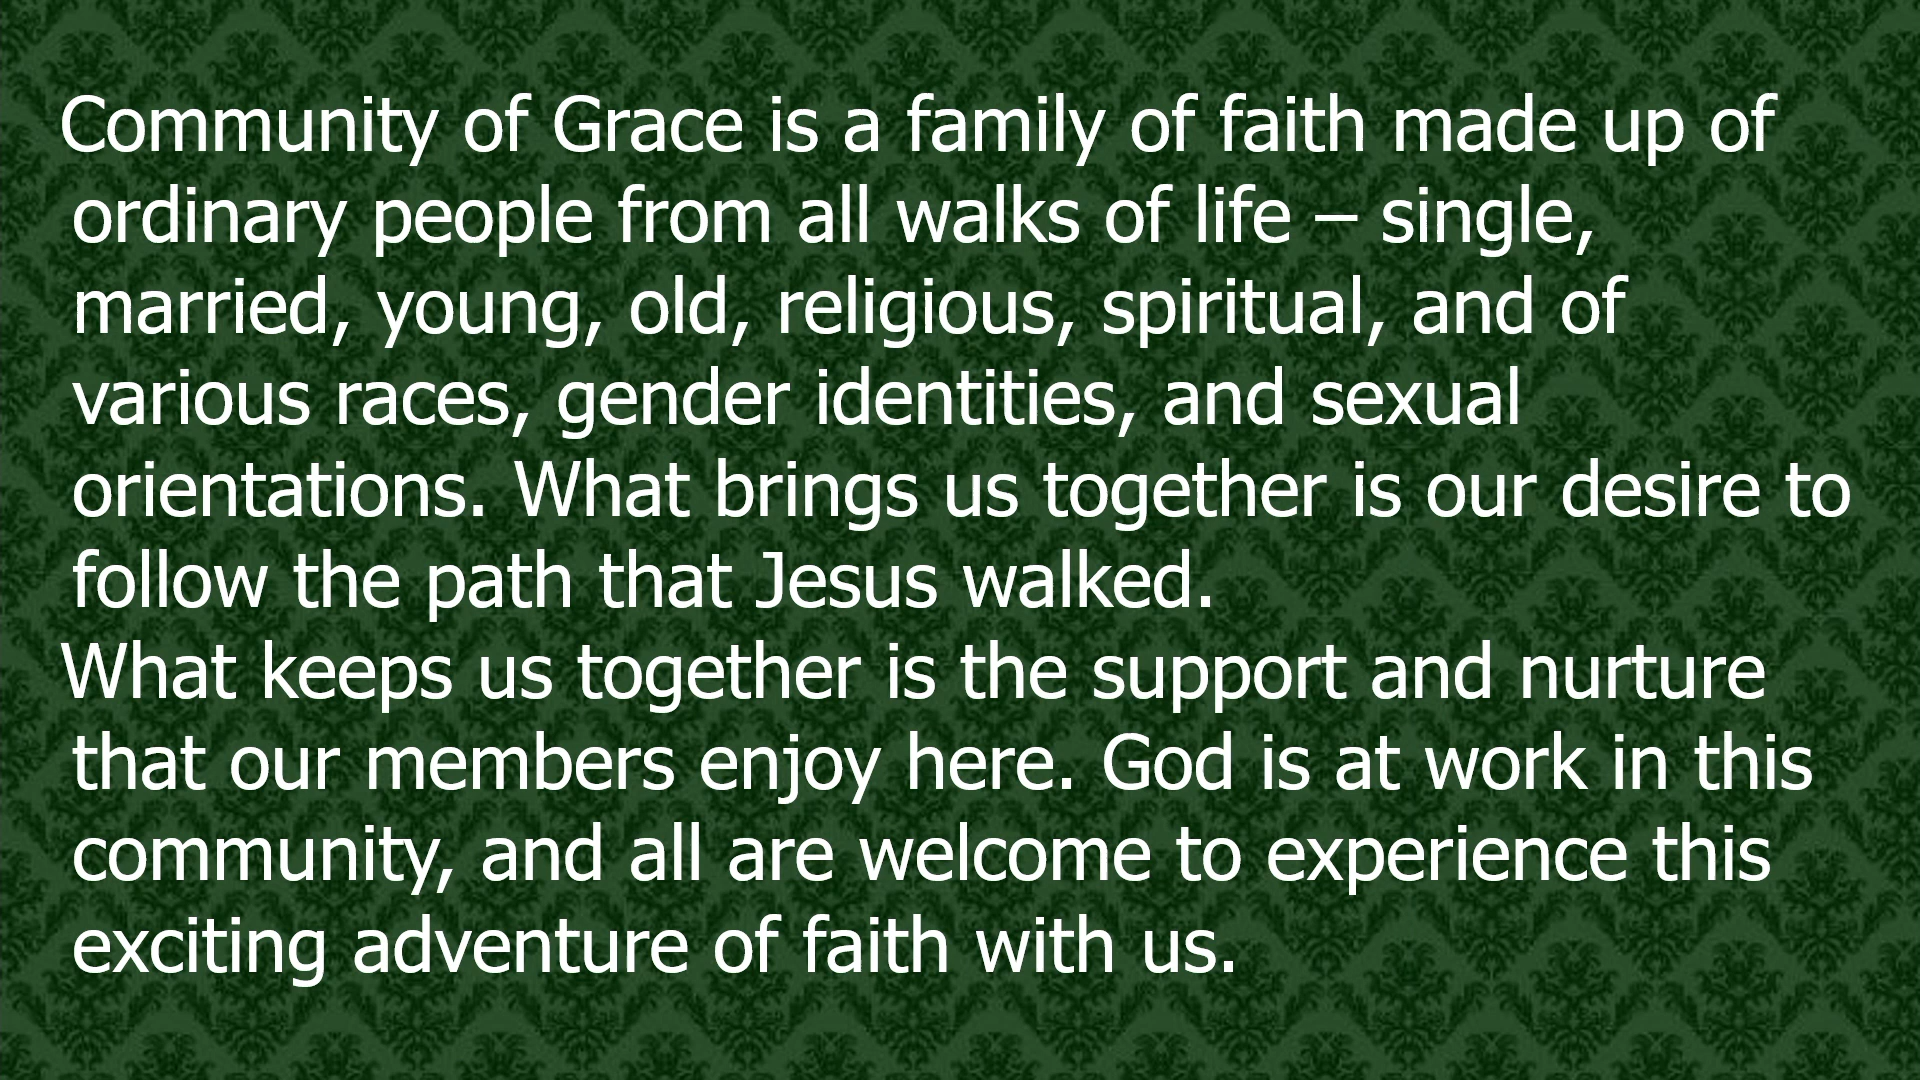 Community of Grace is a family of faith made up of
ordinary people from all walks of life – single,
married, young, old, religious, spiritual, and of
various races, gender identities, and sexual
orientations. What brings us together is our desire to
follow the path that Jesus walked.
What keeps us together is the support and nurture
that our members enjoy here. God is at work in this
community, and all are welcome to experience this
exciting adventure of faith with us.